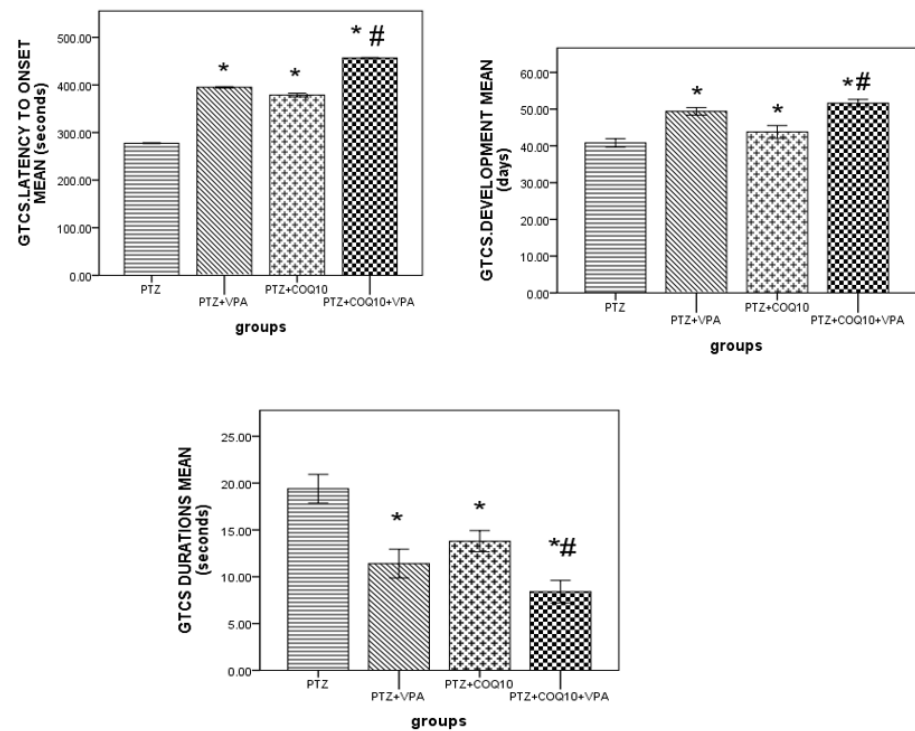 GTCS.LATENCY TO ONSET
MEAN (seconds)
500.00
400.00
300.00
200.00
100.00
0.00
*
*
* #
PTZ
PTZ+VPA
PTZ+COQ10
PTZ+COQ10+VPA
groups
GTCS.DEVELOPMENT MEAN
(days)
60.00
50.00
40.00
30.00
20.00
10.00
0.00
*
*
*#
PTZ
PTZ+VPA
PTZ+COQ10
PTZ+COQ10+VPA
groups
GTCS DURATIONS MEAN
(seconds)
25.00
20.00
15.00
10.00
5.00
0.00
*
*
*#
PTZ
PTZ+VPA
PTZ+COQ10
PTZ+COQ10+VPA
groups